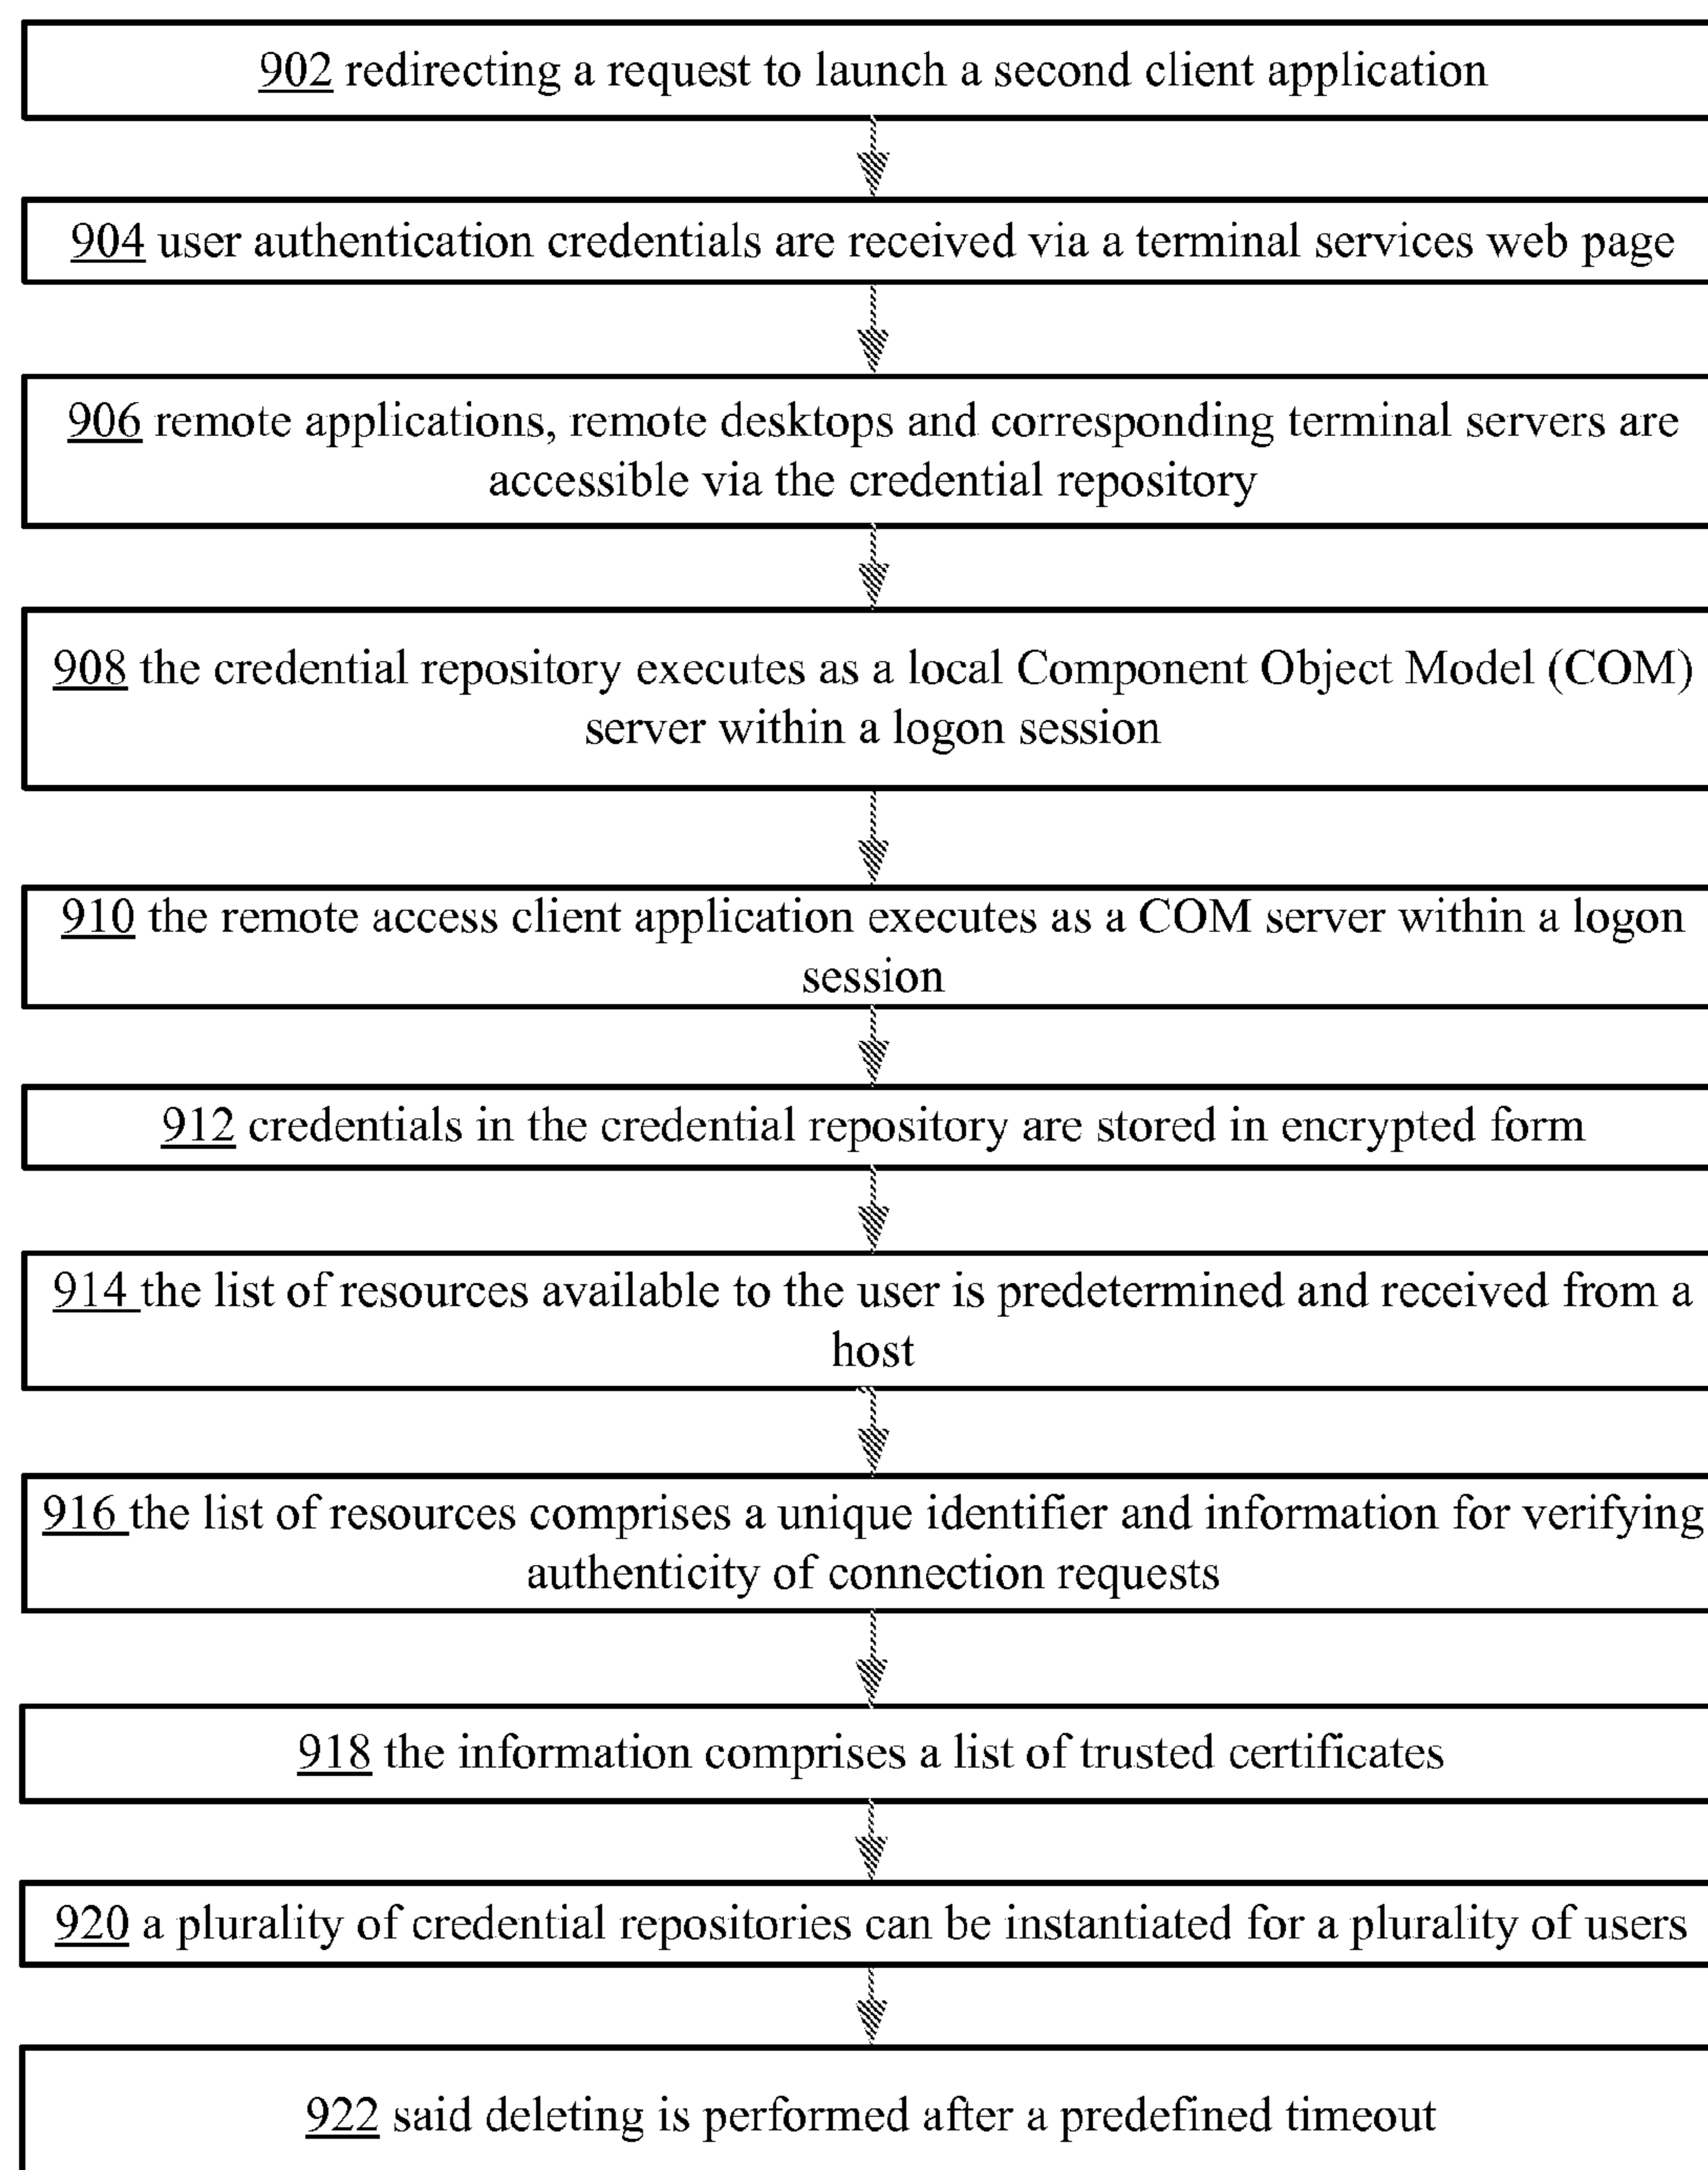 902 redirecting a request to launch a second client application
904 user authentication credentials are received via a terminal services web page
906 remote applications, remote desktops and corresponding terminal servers are
accessible via the credential repository
908 the credential repository executes as a local Component Object Model (COM)
server within a logon session
910 the remote access client application executes as a COM server within a logon
session
912 credentials in the credential repository are stored in encrypted form
914 the list of resources available to the user is predetermined and received from a
host
916 the list of resources comprises a unique identifier and information for verifying
authenticity of connection requests
918 the information comprises a list of trusted certificates
920 a plurality of credential repositories can be instantiated for a plurality of users
922 said deleting is performed after a predefined timeout